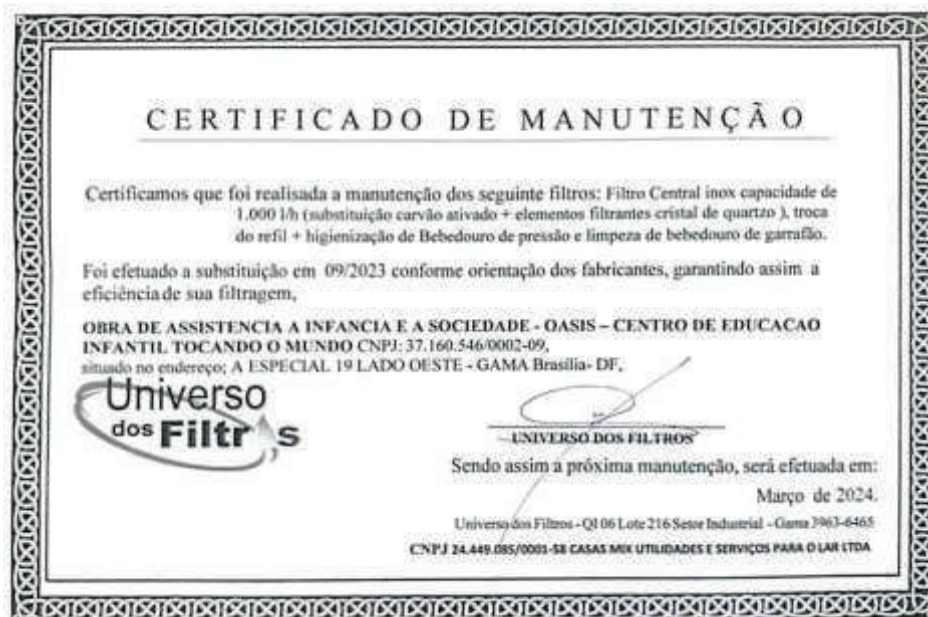 CERTIFICADO DE MANUTENÇÃO
Certificamos que foi realisada a manutenção dos seguinte filtros: Filtro Central inox capacidade de
1.000 l/h (substituição carvão ativado + elementos filtrantes cristal de quartzo ), troca
do refil + higienização de Bebedouro de pressão e limpeza de bebedouro de garrafão.
Foi efetuado a substituição em 09/2023 conforme orientação dos fabricantes, garantindo assim a
eficiência de sua filtragem,
OBRA DE ASSISTENCIA A INFANCIA E A SOCIEDADE - OASIS – CENTRO DE EDUCACAO
INFANTIL TOCANDO O MUNDO CNPJ: 37.160.546/0002-09,
situado no endereço; A ESPECIAL 19 LADO OESTE - GAMA Brasília- DF,
Universo
dos Filtros
UNIVERSO DOS FILTROS
Sendo assim a próxima manutenção, será efetuada em:
Março de 2024.
Universo dos Filtros - QI 06 Lote 216 Setor Industrial - Gama 3963-6465
CNPJ 24.449.085/0001-58 CASAS MIX UTILIDADES E SERVIÇOS PARA O LAR LTDA